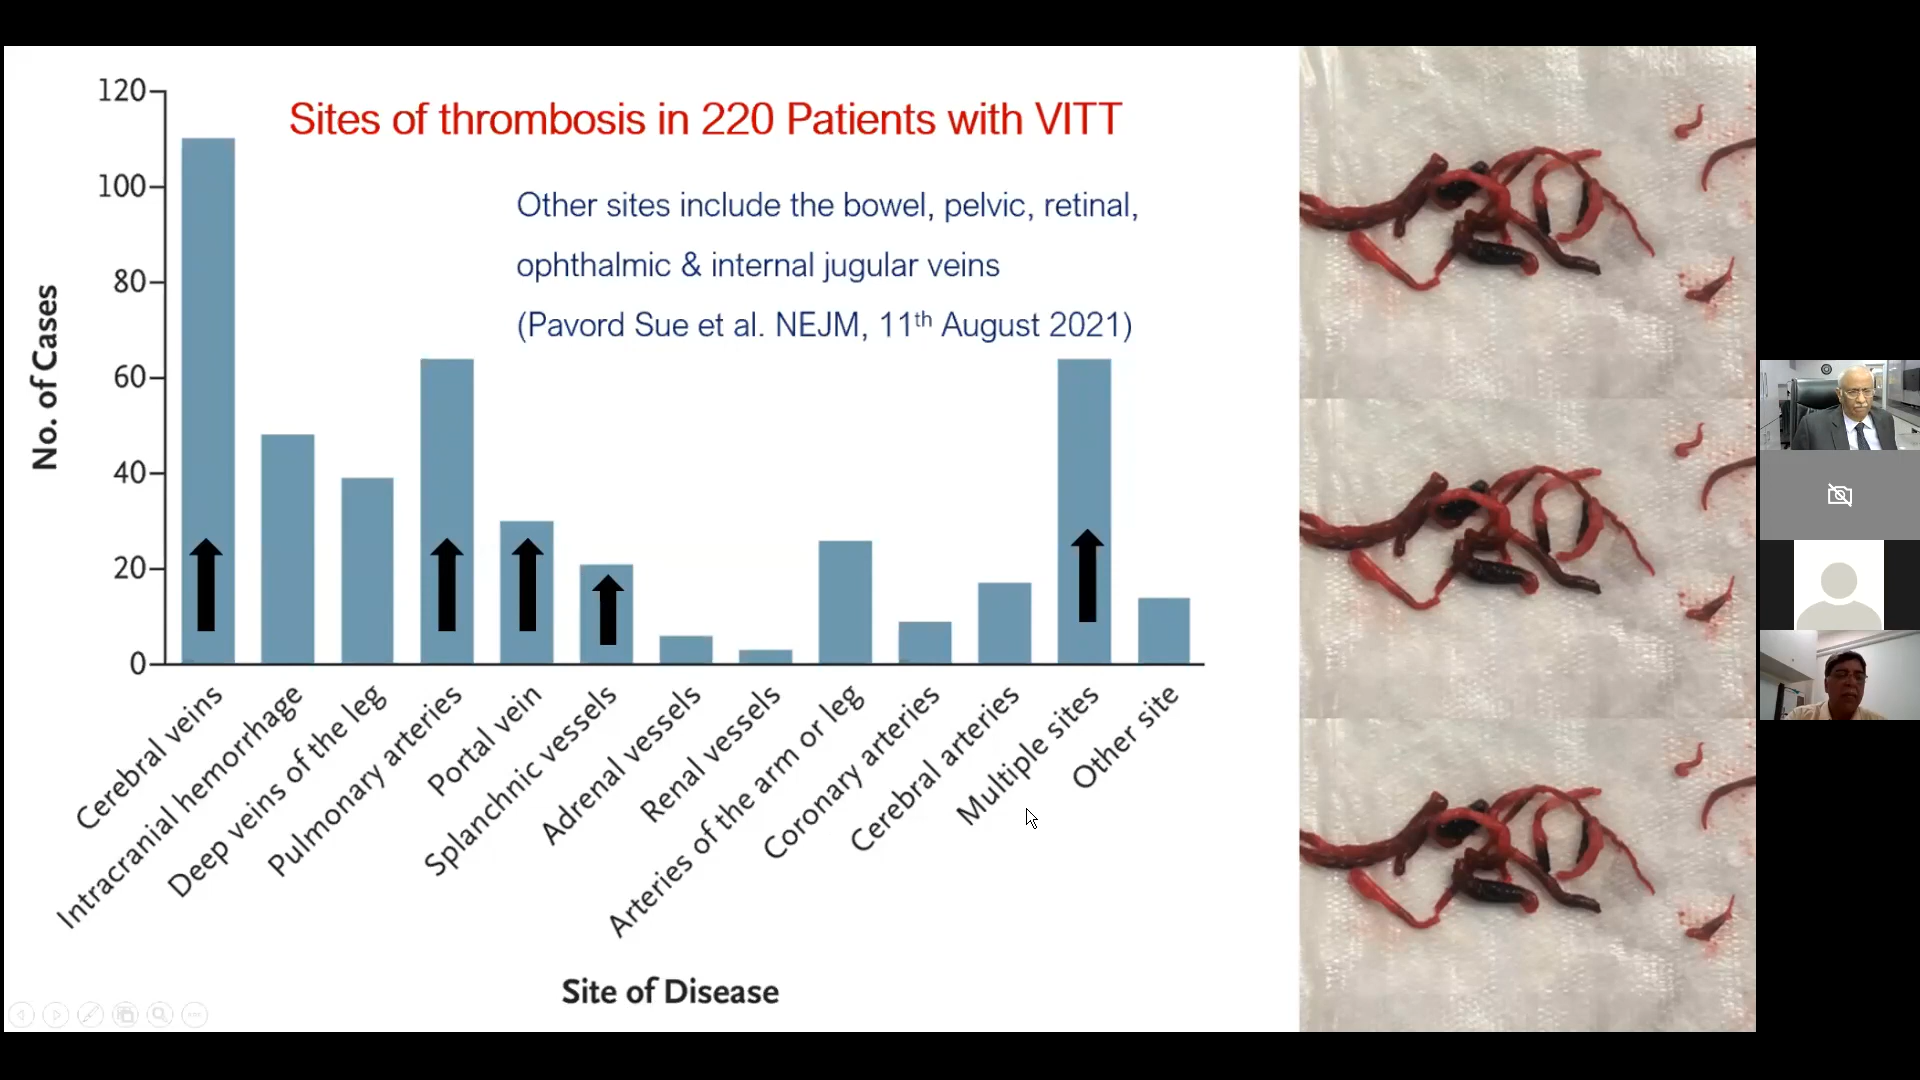 120
100
80
60
40
20
0
No. of Cases
Sites of thrombosis in 220 Patients with VITT
Other sites include the bowel, pelvic, retinal,
ophthalmic & internal jugular veins
(Pavord Sue et al. NEJM, 11th August 2021)
Cerebral veins
Intracranial hemorrhage
Deep veins of the leg
Pulmonary arteries
Portal vein
Splanchnic vessels
Adrenal vessels
Renal vessels
Arteries of the arm or leg
Coronary arteries
Cerebral arteries
Multiple sites
Other site
Site of Disease